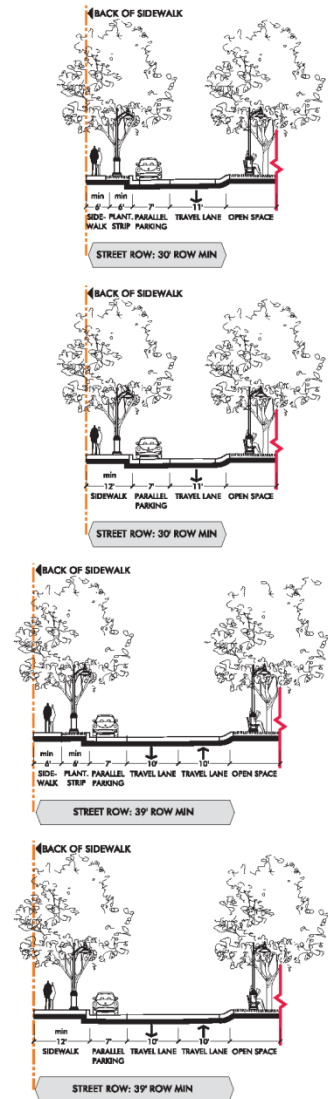 BACK OF SIDEWALK
min min
6' 6' 7' 11'
SIDE- PLANT. PARALLEL TRAVEL LANE OPEN SPACE
WALK STRIP PARKING
STREET ROW: 30' ROW MIN
BACK OF SIDEWALK
min
12' 7' 11'
SIDEWALK PARALLEL TRAVEL LANE OPEN SPACE
PARKING
STREET ROW: 30' ROW MIN
BACK OF SIDEWALK
min min
6' 6' 7' 10' 10'
SIDE- PLANT. PARALLEL TRAVEL LANE TRAVEL LANE OPEN SPACE
WALK STRIP PARKING
STREET ROW: 39' ROW MIN
BACK OF SIDEWALK
min
12' 7' 10' 10'
SIDEWALK PARALLEL TRAVEL LANE TRAVEL LANE OPEN SPACE
PARKING
STREET ROW: 39' ROW MIN